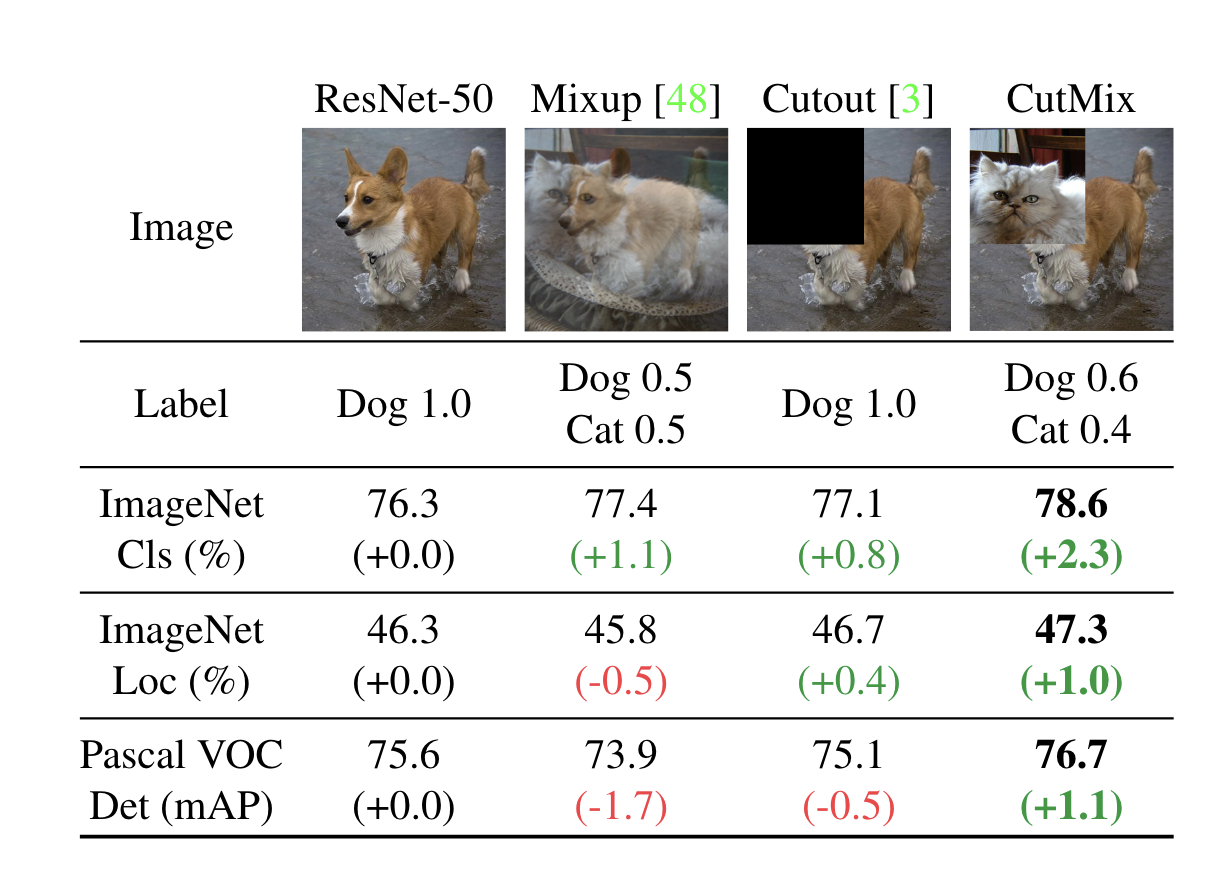 ResNet-50 Mixup [48] Cutout [3] CutMix
Image
Label Dog 1.0 Dog 0.5 Cat 0.5 Dog 1.0 Dog 0.6 Cat 0.4
ImageNet Cls (%) 76.3 (+0.0) 77.4 (+1.1) 77.1 (+0.8) 78.6 (+2.3)
ImageNet Loc (%) 46.3 (+0.0) 45.8 (-0.5) 46.7 (+0.4) 47.3 (+1.0)
Pascal VOC Det (mAP) 75.6 (+0.0) 73.9 (-1.7) 75.1 (-0.5) 76.7 (+1.1)